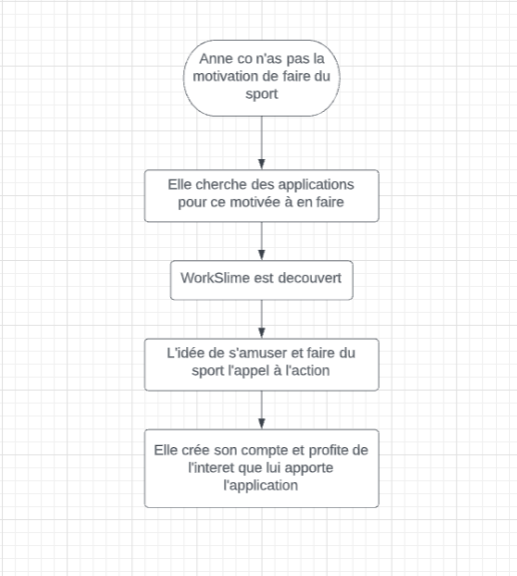 Anne co n'as pas la
motivation de faire du
sport
Elle cherche des applications
pour ce motivée à en faire
WorkSlime est decouvert
L'idée de s'amuser et faire du
sport l'appel à l'action
Elle crée son compte et profite de
l'interet que lui apporte
l'application